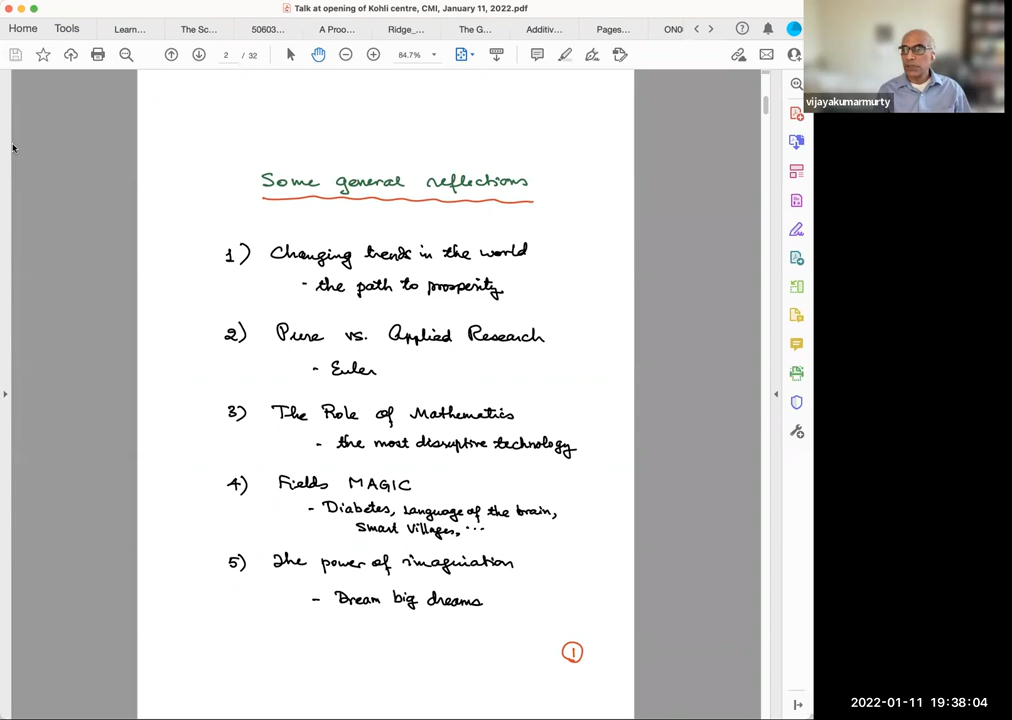 Talk at opening of Kohli centre, CMI, January 11, 2022.pdf
Home Tools Learn... The Sc... 50603... A Proo... Ridge_... The G... Additiv... Pages... ON0
2 / 32 84.7%
vijayakumarmurty
Some general reflections
1) Changing trends in the world
- the path to prosperity
2) Pure vs. Applied Research
- Euler
3) The Role of Mathematics
- the most disruptive technology
4) Fields MAGIC
- Diabetes, Language of the brain,
Smart Villages, ...
5) The power of imagination
- Dream big dreams
1
2022-01-11 19:38:04